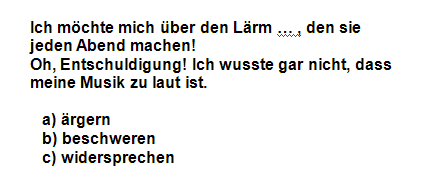 Ich möchte mich über den Lärm ... , den sie
jeden Abend machen!
Oh, Entschuldigung! Ich wusste gar nicht, dass
meine Musik zu laut ist.
a) ärgern
b) beschweren
c) widersprechen